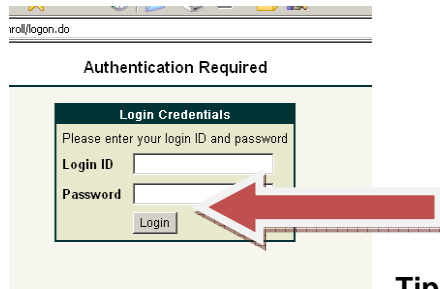 nroll/logon.do
Authentication Required
Login Credentials
Please enter your login ID and password
Login ID
Password
Login
Tip